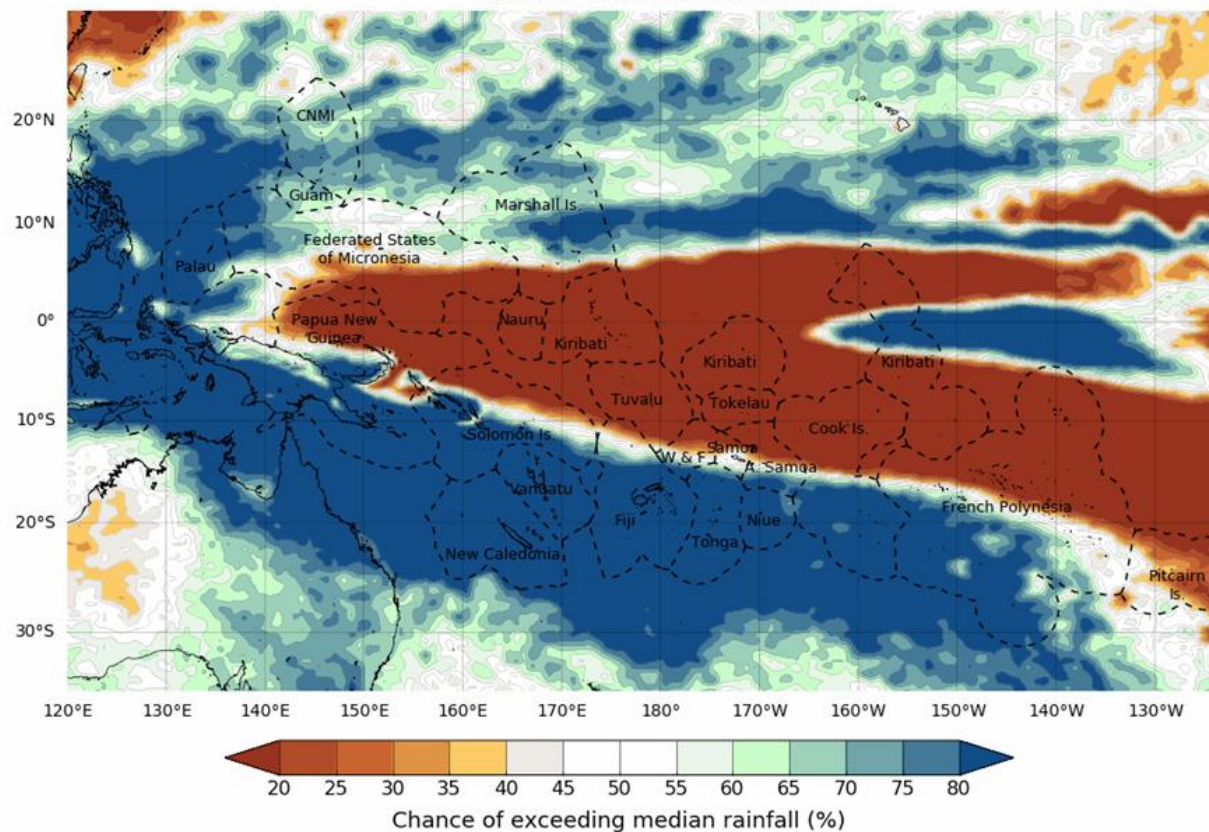 20°N
10°N
0°
10°S
20°S
30°S
CNMI
Guam
Marshall Is.
Federated States
of Micronesia
Palau
Papua New
Guinea
Nauru
Kiribati
Kiribati
Kiribati
Tuvalu
Tokelau
Cook Is.
Solomon Is.
Samoa
W & F
A. Samoa
Vanuatu
French Polynesia
Fiji
Niue
Tonga
New Caledonia
Pitcairn
Is.
120°E 130°E 140°E 150°E 160°E 170°E 180° 170°W 160°W 150°W 140°W 130°W
20 25 30 35 40 45 50 55 60 65 70 75 80
Chance of exceeding median rainfall (%)